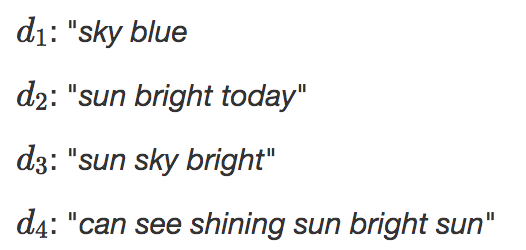 d₁: "sky blue
d₂: "sun bright today"
d₃: "sun sky bright"
d₄: "can see shining sun bright sun"